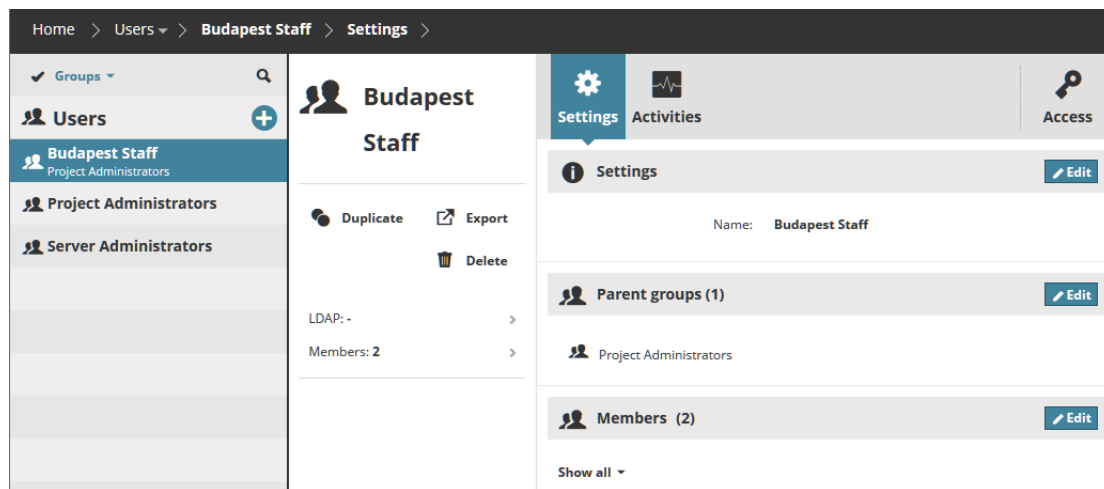 Home Users Budapest Staff Settings
Groups
Users
Budapest Staff
Project Administrators
Project Administrators
Server Administrators
Budapest
Staff
Duplicate Export
Delete
LDAP: -
Members: 2
Settings Activities Access
Settings Edit
Name: Budapest Staff
Parent groups (1) Edit
Project Administrators
Members (2) Edit
Show all